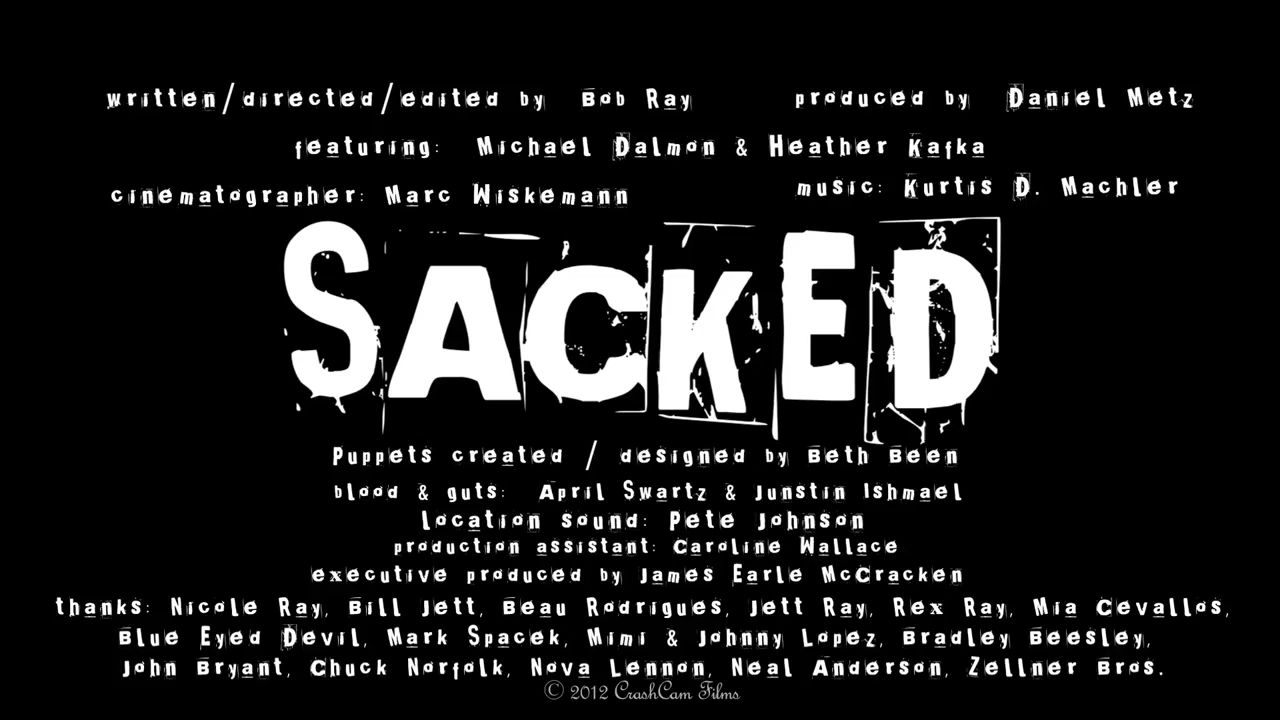 written/directed/edited by Bob Ray produced by Daniel Metz
featuring: Michael Dalmon & Heather Kafka
cinematographer: Marc Wiskemann music: Kurtis D. Machler
SACKED
Puppets created / designed by Beth Been
blood & guts: April Swartz & Junstin Ishmael
location sound: Pete Johnson
production assistant: Caroline Wallace
executive produced by James Earle McCracken
thanks: Nicole Ray, Bill Jett, Beau Rodrigues, Jett Ray, Rex Ray, Mia Cevallos,
Blue Eyed Devil, Mark Spacek, Mimi & Johnny Lopez, Bradley Beesley,
John Bryant, Chuck Norfolk, Nova Lennon, Neal Anderson, Zellner Bros.
© 2012 CrashCam Films